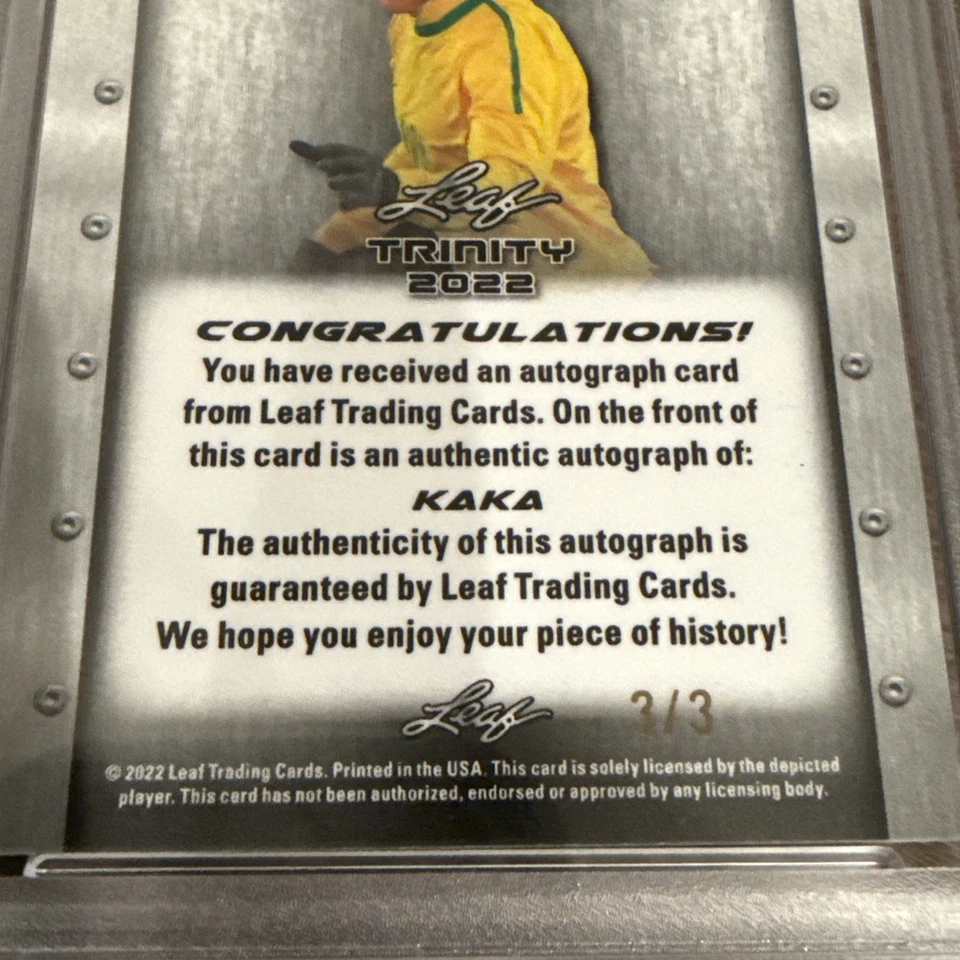 Leaf
TRINITY
2022
CONGRATULATIONS!
You have received an autograph card
from Leaf Trading Cards. On the front of
this card is an authentic autograph of:
KAKA
The authenticity of this autograph is
guaranteed by Leaf Trading Cards.
We hope you enjoy your piece of history!
Leaf 3/3
© 2022 Leaf Trading Cards. Printed in the USA. This card is solely licensed by the depicted
player. This card has not been authorized, endorsed or approved by any licensing body.